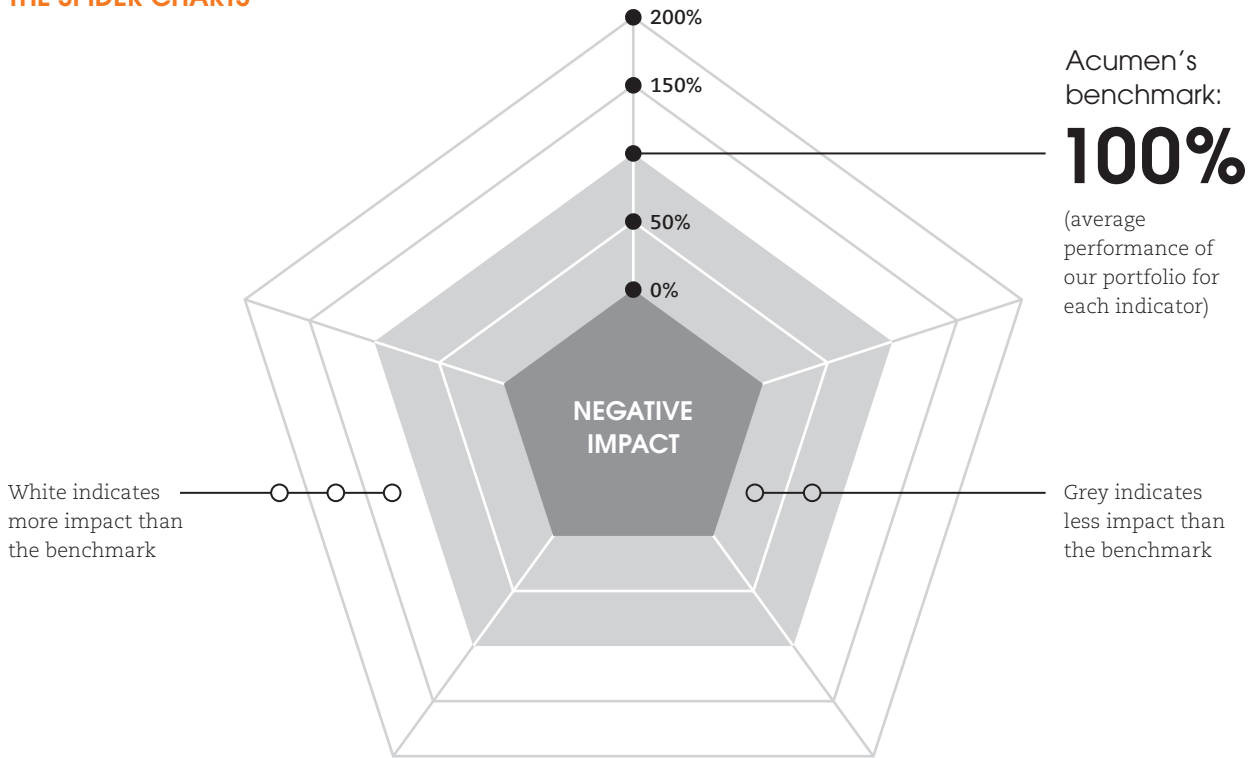 THE SPIDER CHARTS
200%
150%
Acumen's
benchmark:
100%
(average
performance of
our portfolio for
each indicator)
50%
0%
NEGATIVE
IMPACT
White indicates
more impact than
the benchmark
Grey indicates
less impact than
the benchmark